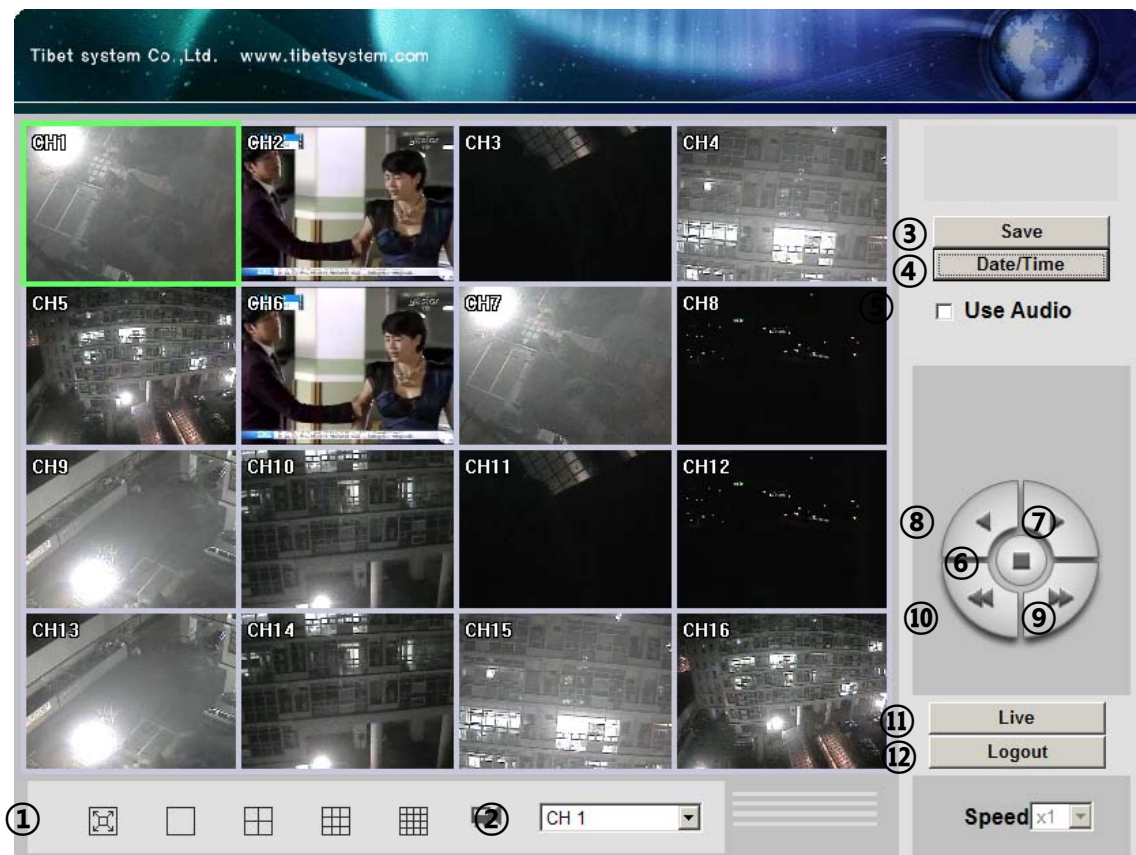 Tibet system Co.,Ltd. www.tibetsystem.com
CH1 CH2 CH3 CH4
③ Save
④ Date/Time
CH5 CH6 CH7 CH8 ⑤ Use Audio
CH9 CH10 CH11 CH12
⑧ ⑦
⑥
⑩ ⑨
CH13 CH14 CH15 CH16
⑪ Live
⑫ Logout
① ② CH 1 Speed x1